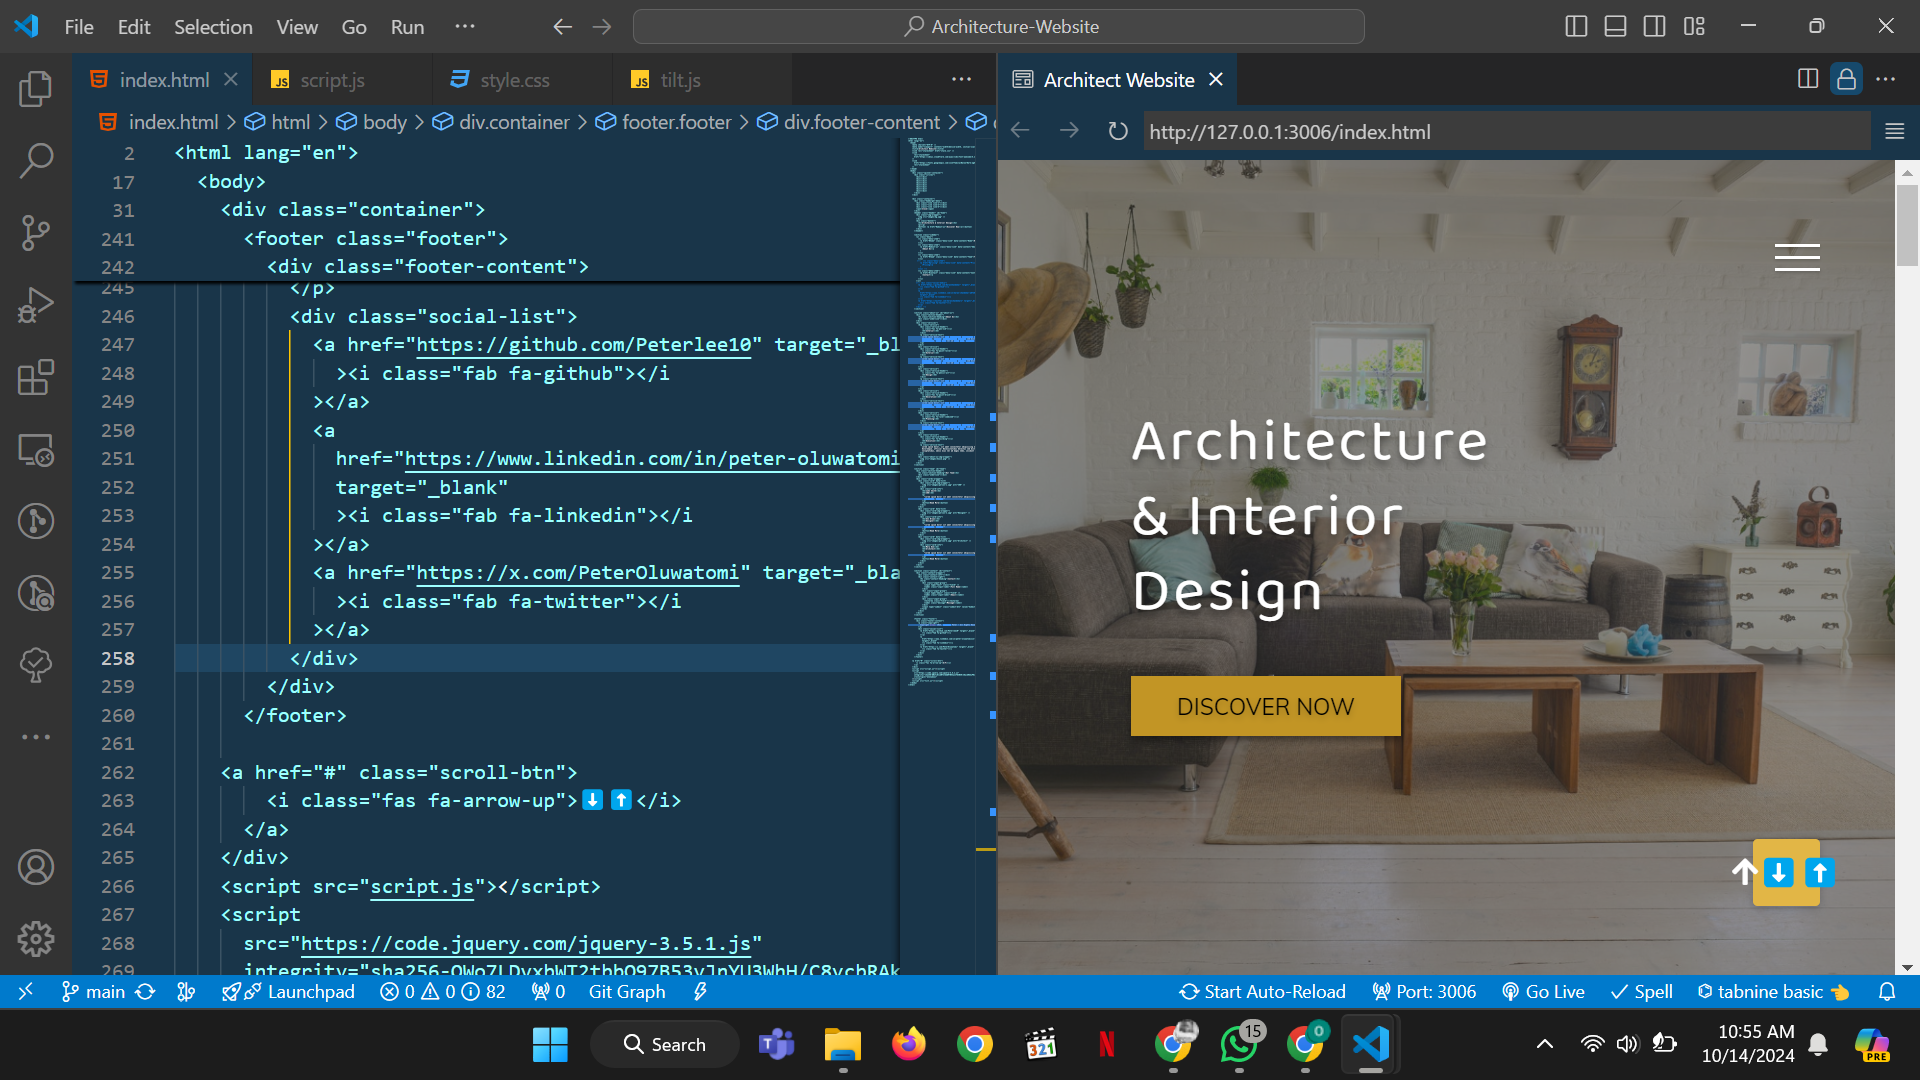 File Edit Selection View Go Run ···
Architecture-Website
index.html
script.js
style.css
tilt.js
index.html > html > body > div.container > footer.footer > div.footer-content >
2 <html lang="en">
17 <body>
31 <div class="container">
241 <footer class="footer">
242 <div class="footer-content">
245 </p>
246 <div class="social-list">
247 <a href="https://github.com/Peterlee10" target="_bl
248 ><i class="fab fa-github"></i
249 ></a>
250 <a
251 href="https://www.linkedin.com/in/peter-oluwatomi
252 target="_blank"
253 ><i class="fab fa-linkedin"></i
254 ></a>
255 <a href="https://x.com/PeterOluwatomi" target="_bla
256 ><i class="fab fa-twitter"></i
257 ></a>
258 </div>
259 </div>
260 </footer>
261
262 <a href="#" class="scroll-btn">
263 <i class="fas fa-arrow-up">⬇️⬆️</i>
264 </a>
265 </div>
266 <script src="script.js"></script>
267 <script
268 src="https://code.jquery.com/jquery-3.5.1.js"
269
Architect Website
http://127.0.0.1:3006/index.html
Architecture
& Interior
Design
DISCOVER NOW
main Launchpad 0 0 82 0 Git Graph
Start Auto-Reload Port: 3006 Go Live Spell tabnine basic 👈
Search
321
N
15
0
10:55 AM
10/14/2024
PRE